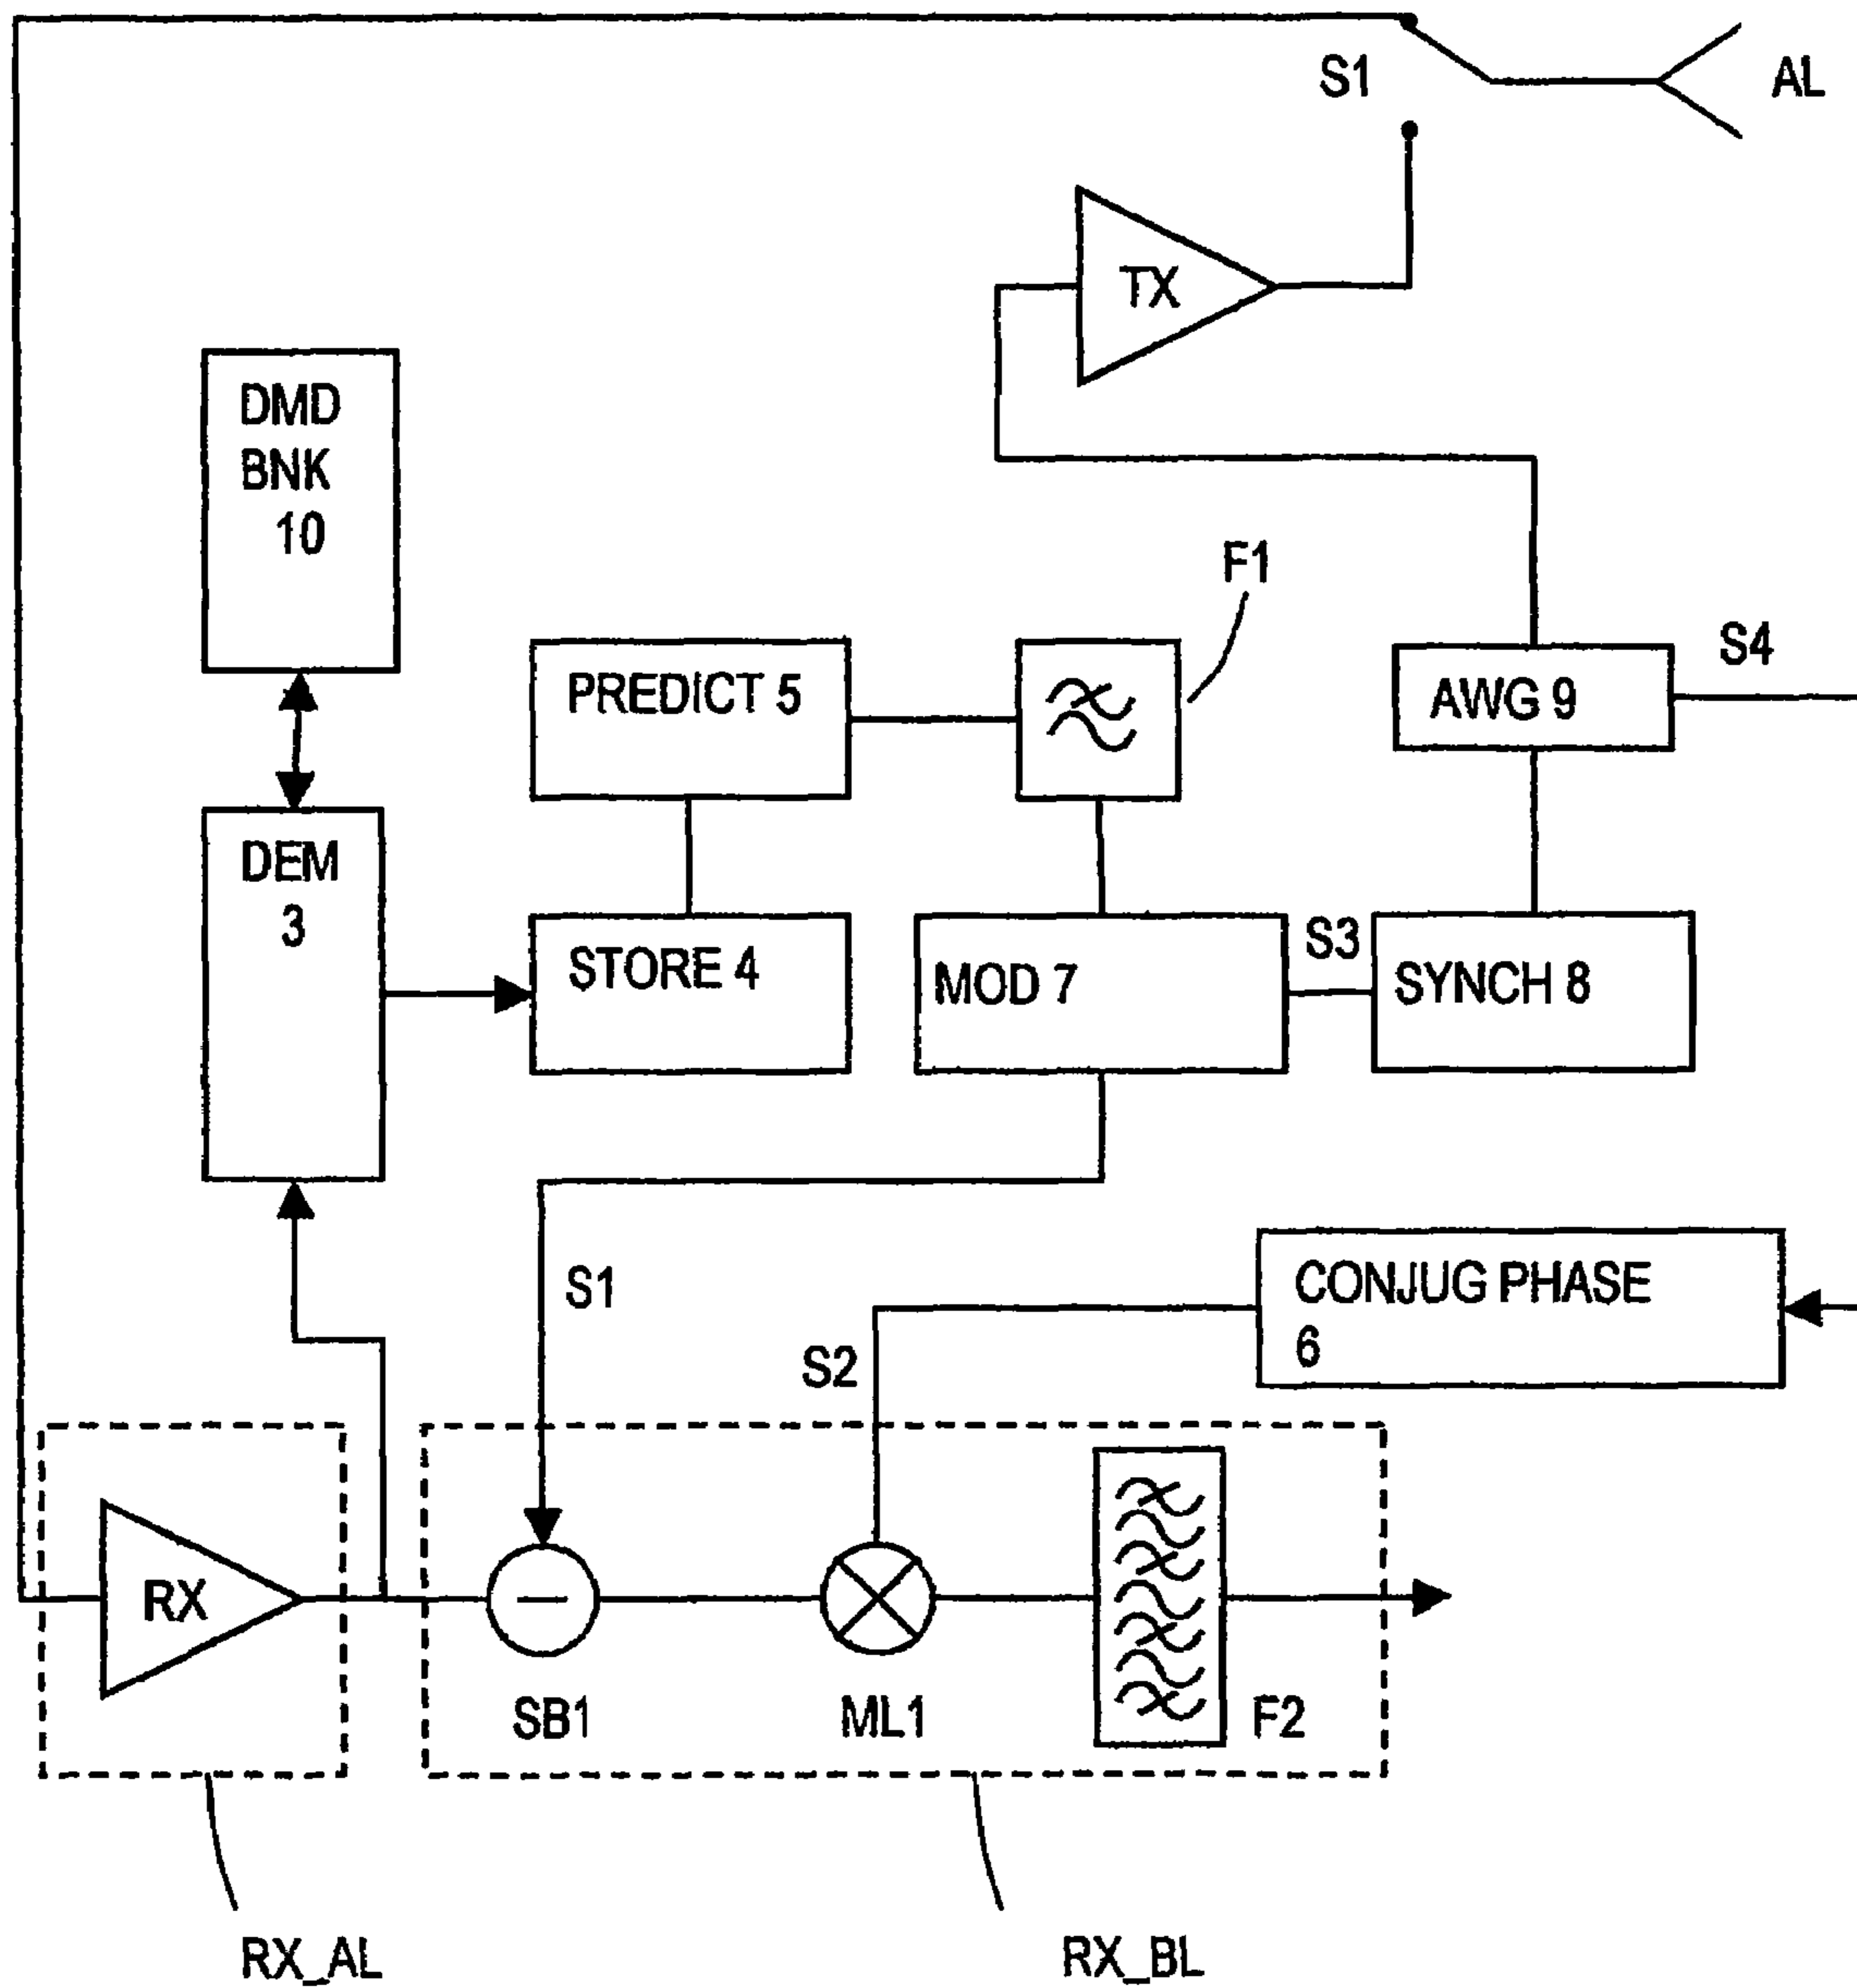 S1
AL
TX
DMD
BNK
10
F1
PREDICT 5
AWG 9
S4
DEM
3
STORE 4
MOD 7
S3
SYNCH 8
S1
CONJUG PHASE
6
S2
RX
SB1
ML1
F2
RX_AL
RX_BL